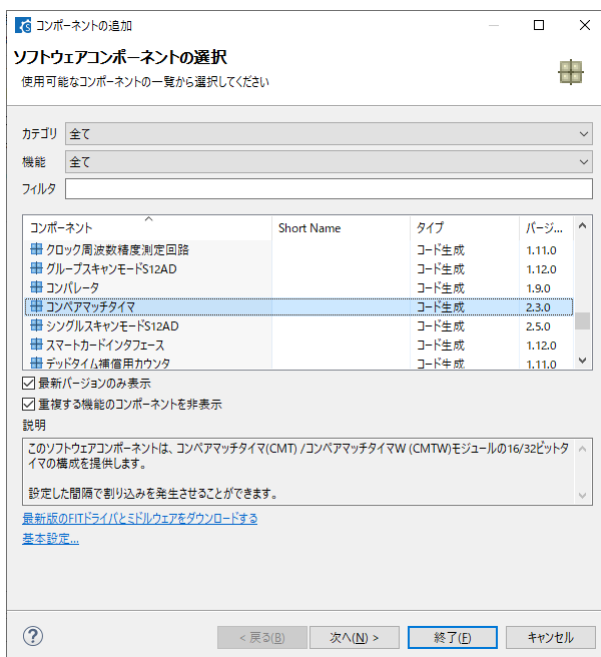 コンポーネントの追加
ソフトウェアコンポーネントの選択
使用可能なコンポーネントの一覧から選択してください
カテゴリ 全て
機能 全て
フィルタ
コンポーネント Short Name タイプ バージ...
クロック周波数精度測定回路 コード生成 1.11.0
グループスキャンモードS12AD コード生成 1.12.0
コンパレータ コード生成 1.9.0
コンペアマッチタイマ コード生成 2.3.0
シングルスキャンモードS12AD コード生成 2.5.0
スマートカードインタフェース コード生成 1.12.0
デッドタイム補償用カウンタ コード生成 1.11.0
最新バージョンのみ表示
重複する機能のコンポーネントを非表示
説明
このソフトウェアコンポーネントは、コンペアマッチタイマ(CMT) /コンペアマッチタイマW (CMTW)モジュールの16/32ビットタ
イマの構成を提供します。
設定した間隔で割り込みを発生させることができます。
最新版のFITドライバとミドルウェアをダウンロードする
基本設定...
? < 戻る(B) 次へ(N) > 終了(F) キャンセル